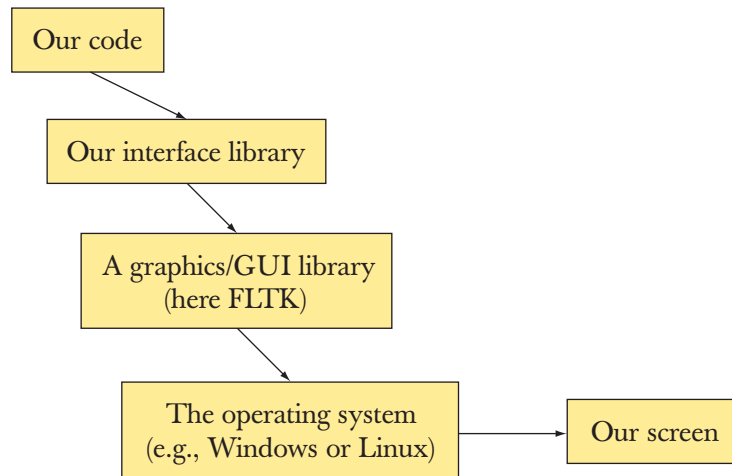 Our code
Our interface library
A graphics/GUI library
(here FLTK)
The operating system
(e.g., Windows or Linux)
Our screen